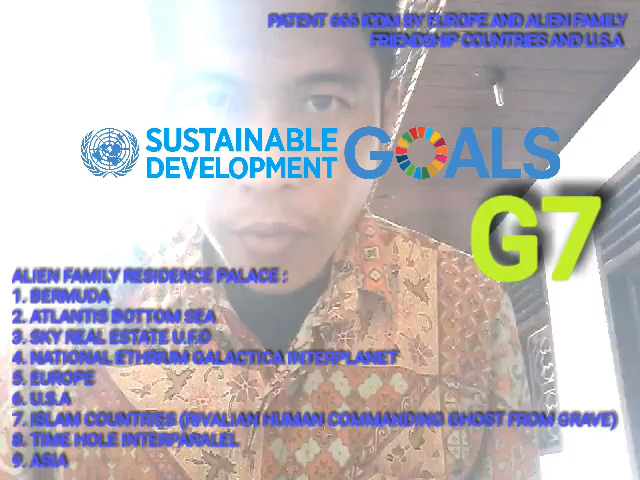 PATENT 666 ICDM BY EUROPE AND ALIEN FAMILY
FRIENDSHIP COUNTRIES AND U.S.A
SUSTAINABLE
DEVELOPMENT
GOALS
G7
ALIEN FAMILY RESIDENCE PALACE :
1. BERMUDA
2. ATLANTIS BOTTOM SEA
3. SKY REAL ESTATE U.F.O
4. NATIONAL ETHRIUM GALACTICA INTERPLANET
5. EUROPE
6. U.S.A
7. ISLAM COUNTRIES (RIVALIAN HUMAN COMMANDING GHOST FROM GRAVE)
8. TIME HOLE INTERPARALEL
9. ASIA